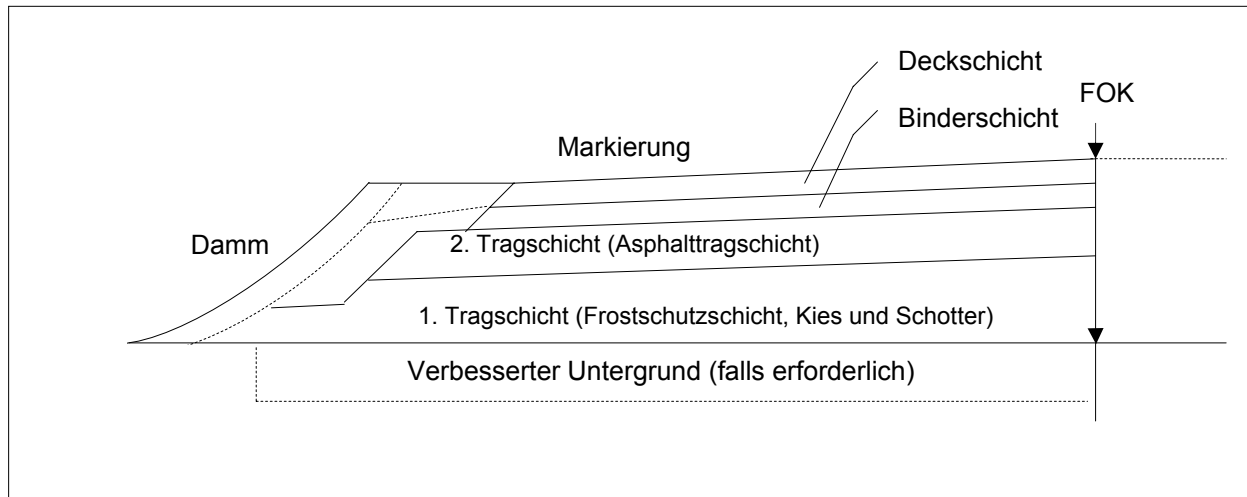 Deckschicht
FOK
Binderschicht
Markierung
Damm
2. Tragschicht (Asphalttragschicht)
1. Tragschicht (Frostschutzschicht, Kies und Schotter)
Verbesserter Untergrund (falls erforderlich)